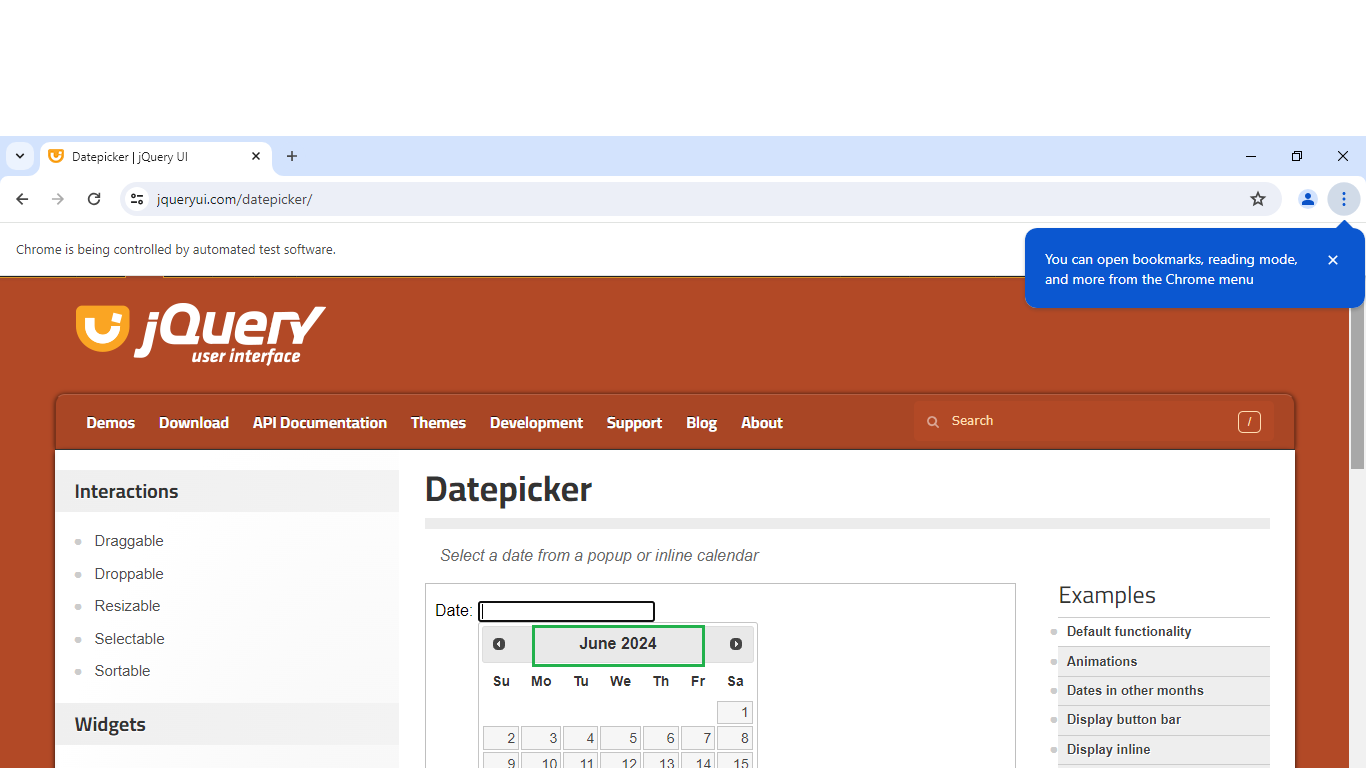 Datepicker | jQuery UI
jqueryui.com/datepicker/
Chrome is being controlled by automated test software.
You can open bookmarks, reading mode,
and more from the Chrome menu
jQuery
user interface
Demos Download API Documentation Themes Development Support Blog About Search /
Interactions
Draggable
Droppable
Resizable
Selectable
Sortable
Widgets
Datepicker
Select a date from a popup or inline calendar
Date:
June 2024
Su Mo Tu We Th Fr Sa
1
2 3 4 5 6 7 8
9 10 11 12 13 14 15
Examples
Default functionality
Animations
Dates in other months
Display button bar
Display inline